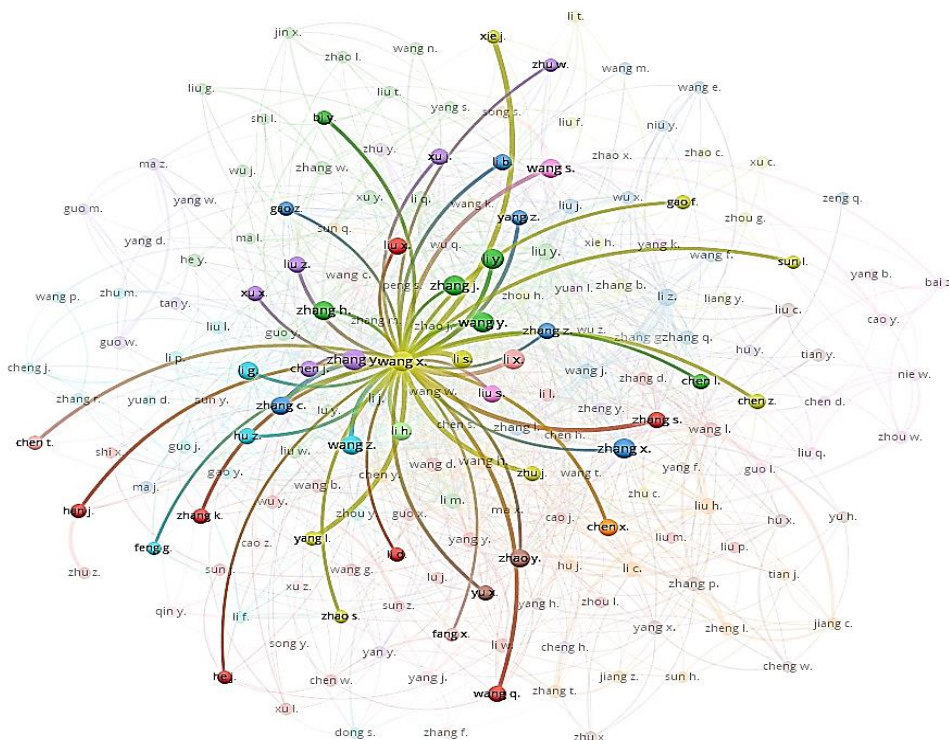 li t.
jin x.
xie j.
wang n.
zhao l.
zhu w.
wang m.
liu g.
liu t.
wang e.
yang s.
song s.
shi l.
bi y.
liu f.
niu y.
zhu y.
xu j.
zhao x.
zhao c.
ma z.
li b.
xu c.
wu j.
zhang w.
wang s.
yang w.
xu y.
li q.
wang k.
liu j.
wu x.
gao f.
zeng q.
guo m.
gao z.
yang z.
zhou g.
sun q.
yang d.
ma l.
liu x.
wu q.
xie h.
yang k.
liu y.
he y.
liu z.
li y.
sun l.
wang c.
yang b.
peng s.
zhang j.
yuan l.
zhang b.
bai
wang p.
zhu m.
xu x.
zhou h.
li z.
liang y.
tan y.
zhang h.
liu c.
cao y.
liu l.
guo y.
wang y.
zhang z.
wu z.
guo w.
zhang q.
hu y.
tian y.
li p.
zhang y.
wang x.
li s.
li x.
cheng j.
li g.
chen j.
wang j.
zhang d.
chen l.
nie w.
yuan d.
sun y.
zhang c.
li j.
wang w.
liu s.
li l.
chen z.
chen d.
lu y.
zheng y.
zhang s.
chen t.
guo j.
hu z.
wang z.
li h.
chen s.
zhang l.
chen h.
wang l.
zhou w.
shi x.
liu w.
zhang x.
liu q.
gao y.
chen y.
wang d.
wang h.
zhu j.
wang t.
yang f.
guo l.
ma j.
wang b.
zhu c.
han j.
wu y.
li m.
liu h.
zhang k.
zhou y.
guo x.
ma x.
cao j.
chen x.
hu x.
yu h.
feng g.
cao z.
yang l.
yang y.
liu m.
liu p.
zhao y.
zhu z.
sun j.
wang g.
lu j.
hu j.
li c.
tian j.
xu z.
yu x.
zhang p.
qin y.
li f.
zhao s.
sun z.
yang h.
zhou l.
jiang c.
fang x.
yang x.
zheng l.
song y.
yan y.
li w.
cheng h.
cheng w.
he j.
chen w.
yang j.
jiang z.
sun h.
wang q.
zhang t.
xu l.
dong s.
zhang f.
zhu x.